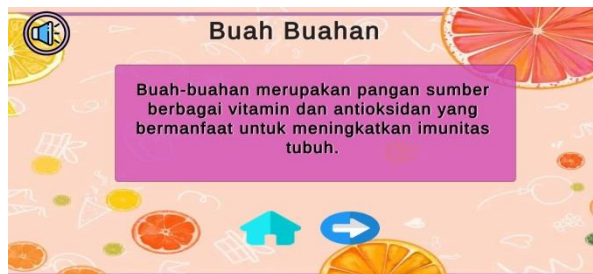 Buah Buahan
Buah-buahan merupakan pangan sumber
berbagai vitamin dan antioksidan yang
bermanfaat untuk meningkatkan imunitas
tubuh.